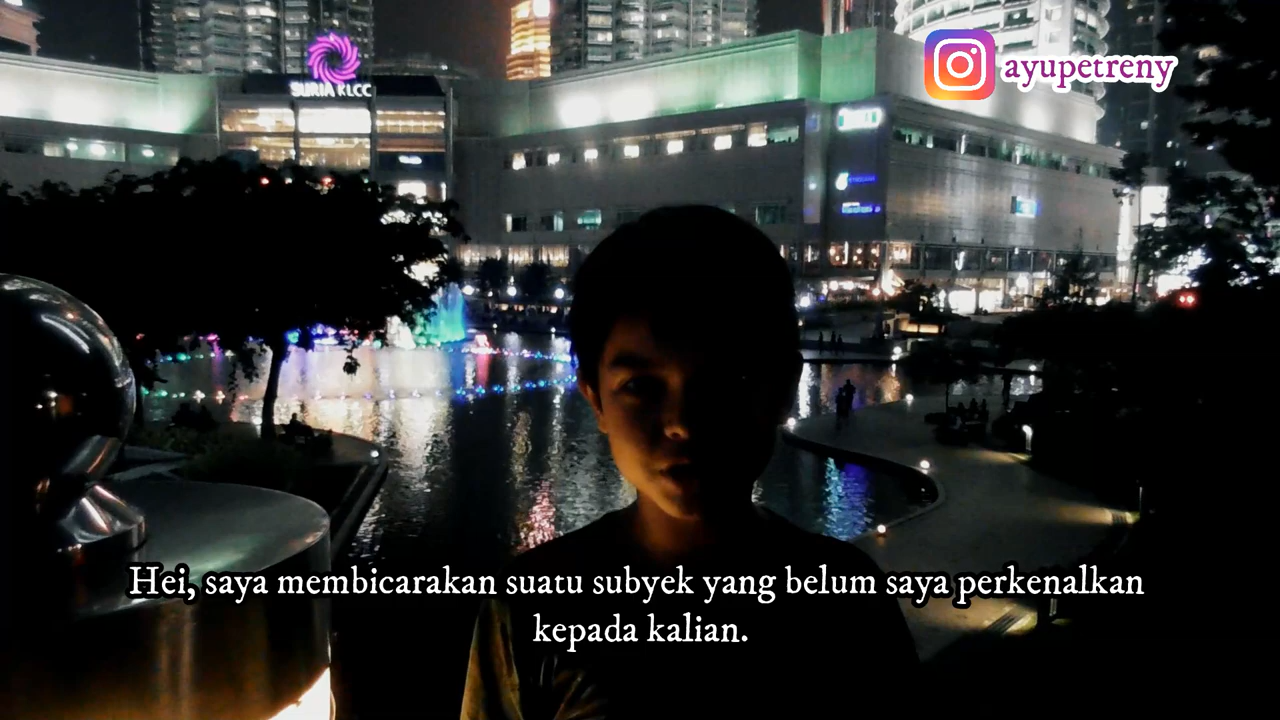 SURIA KLCC
ayupetreny
Hei, saya membicarakan suatu subyek yang belum saya perkenalkan
kepada kalian.